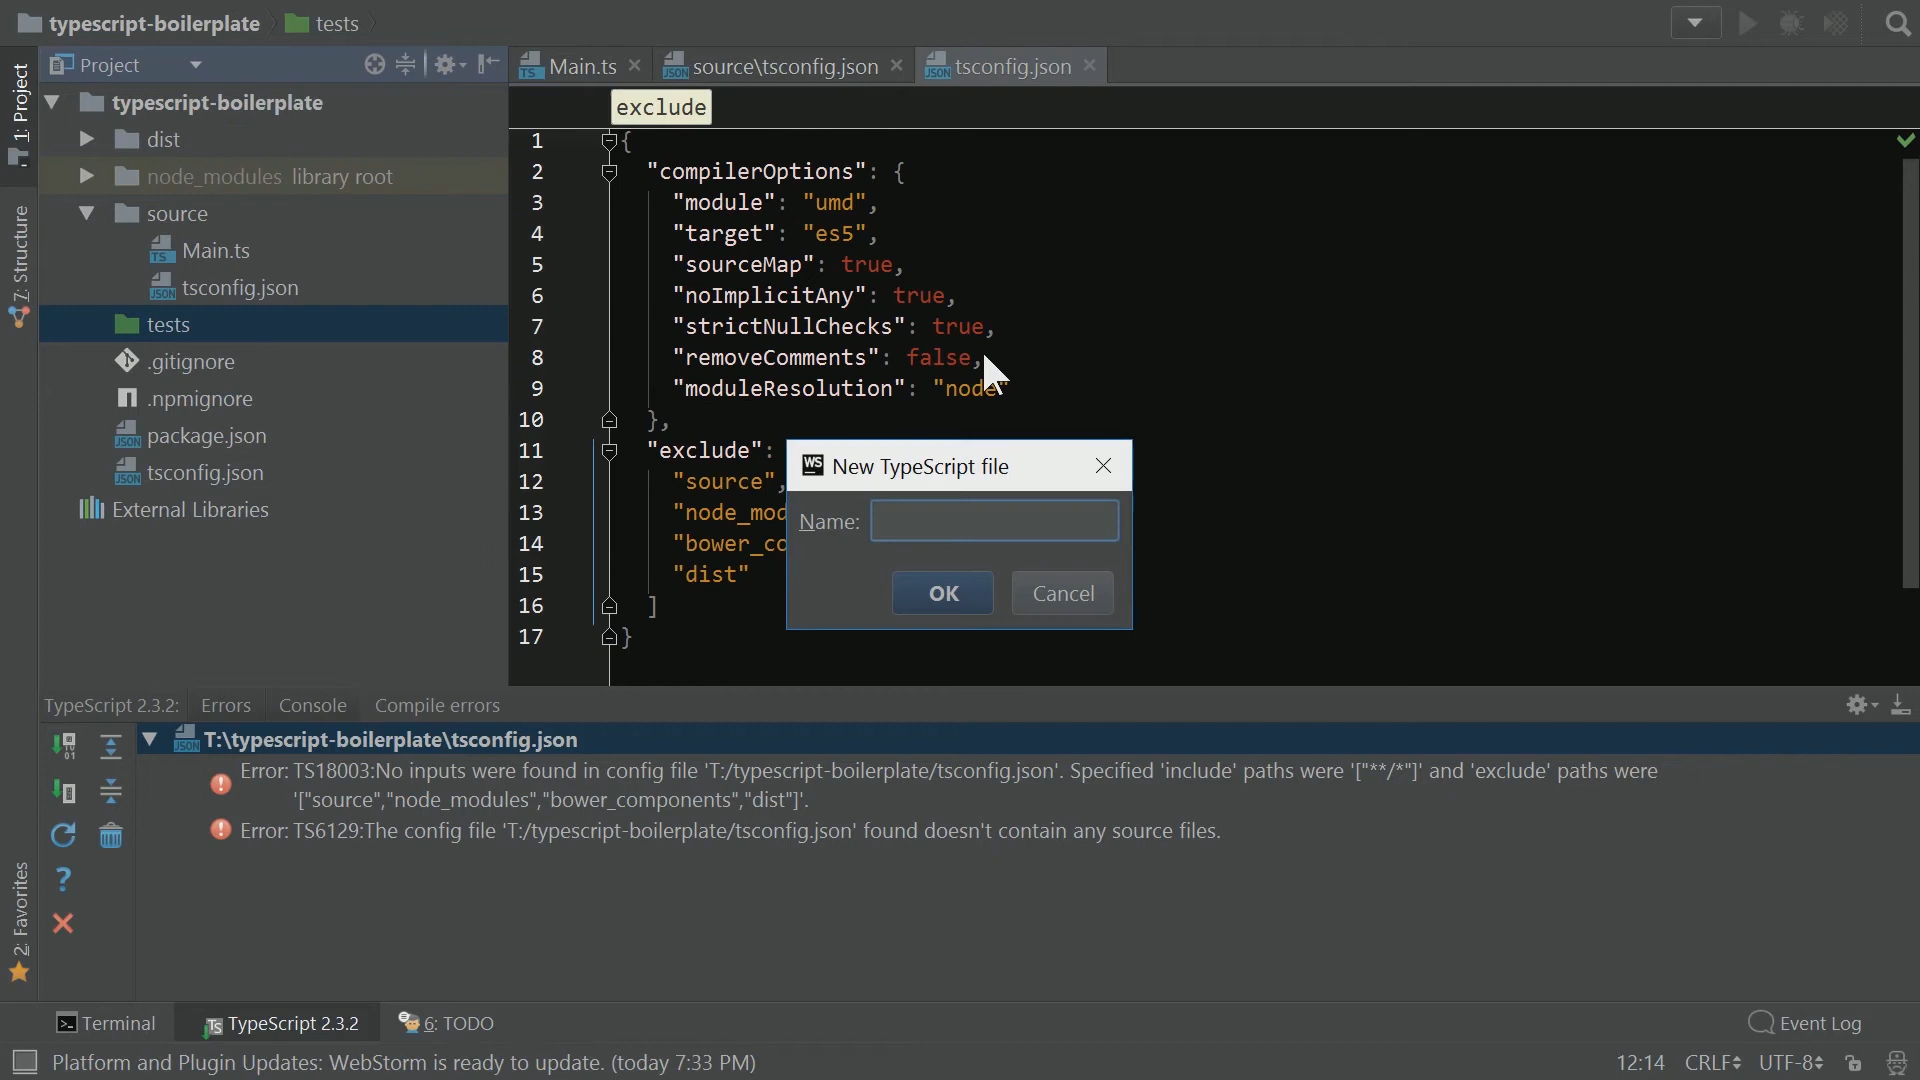 typescript-boilerplate tests
1: Project
7: Structure
2: Favorites
Project
typescript-boilerplate
dist
node_modules library root
source
Main.ts
tsconfig.json
tests
.gitignore
.npmignore
package.json
tsconfig.json
External Libraries
Main.ts source\tsconfig.json tsconfig.json
exclude
1 {
2 "compilerOptions": {
3 "module": "umd",
4 "target": "es5",
5 "sourceMap": true,
6 "noImplicitAny": true,
7 "strictNullChecks": true,
8 "removeComments": false,
9 "moduleResolution": "node"
10 },
11 "exclude":
12 "source",
13 "node_mod
14 "bower_co
15 "dist"
16 ]
17 }
WS New TypeScript file
Name:
OK Cancel
TypeScript 2.3.2: Errors Console Compile errors
T:\typescript-boilerplate\tsconfig.json
Error: TS18003:No inputs were found in config file 'T:/typescript-boilerplate/tsconfig.json'. Specified 'include' paths were '["**/*"]' and 'exclude' paths were
'["source","node_modules","bower_components","dist"]'.
Error: TS6129:The config file 'T:/typescript-boilerplate/tsconfig.json' found doesn't contain any source files.
Terminal TypeScript 2.3.2 6: TODO Event Log
Platform and Plugin Updates: WebStorm is ready to update. (today 7:33 PM) 12:14 CRLF UTF-8